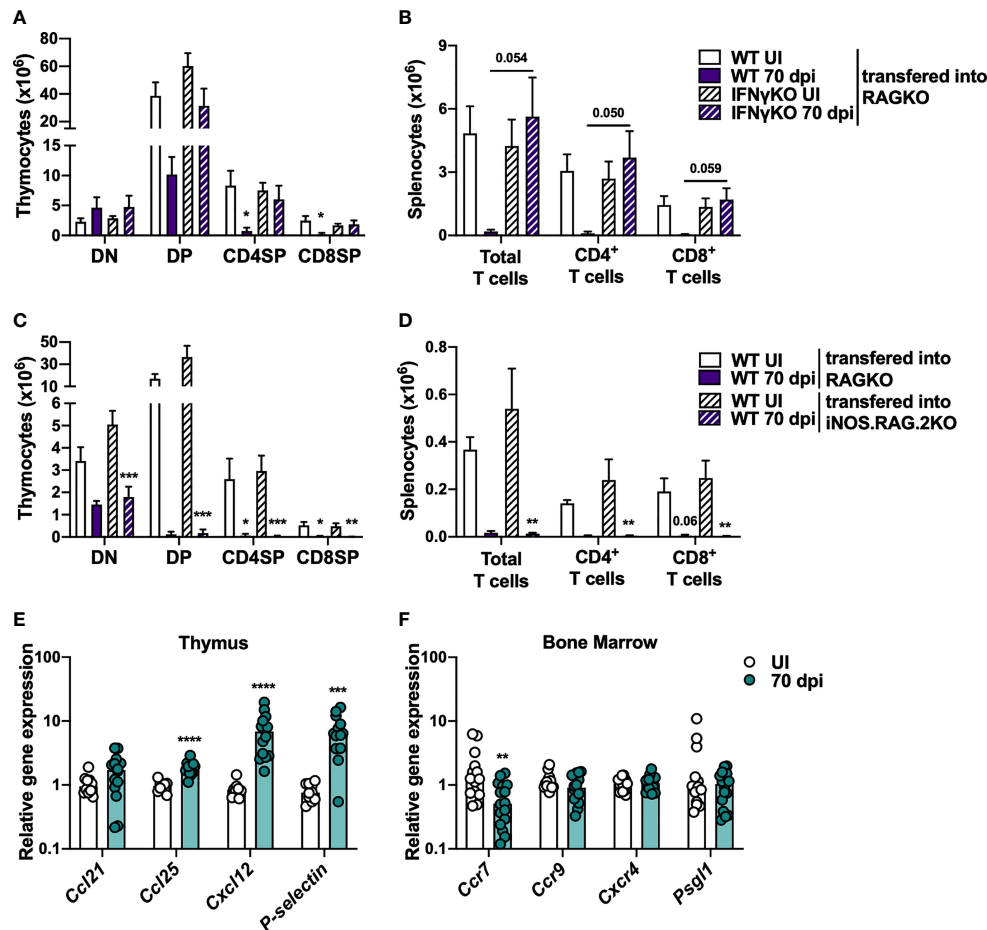 A
Thymocytes (x10⁶)
80
60
40
20
15
10
5
0
* *
DN DP CD4SP CD8SP
B
Splenocytes (x10⁶)
9
6
3
0
0.054
0.050
0.059
Total T cells
CD4⁺ T cells
CD8⁺ T cells
WT UI
WT 70 dpi
IFNγKO UI
IFNγKO 70 dpi
transfered into
RAGKO
C
Thymocytes (x10⁶)
50
30
10
6
5
4
3
2
1
0
*** *** * *** * **
DN DP CD4SP CD8SP
D
Splenocytes (x10⁶)
0.8
0.6
0.4
0.2
0.0
** ** 0.06 **
Total T cells
CD4⁺ T cells
CD8⁺ T cells
WT UI
WT 70 dpi
transfered into
RAGKO
WT UI
WT 70 dpi
transfered into
iNOS.RAG.2KO
E
Thymus
Relative gene expression
100
10
1
0.1
**** **** ***
Ccl21 Ccl25 Cxcl12 P-selectin
F
Bone Marrow
Relative gene expression
100
10
1
0.1
**
Ccr7 Ccr9 Cxcr4 Psgl1
UI
70 dpi